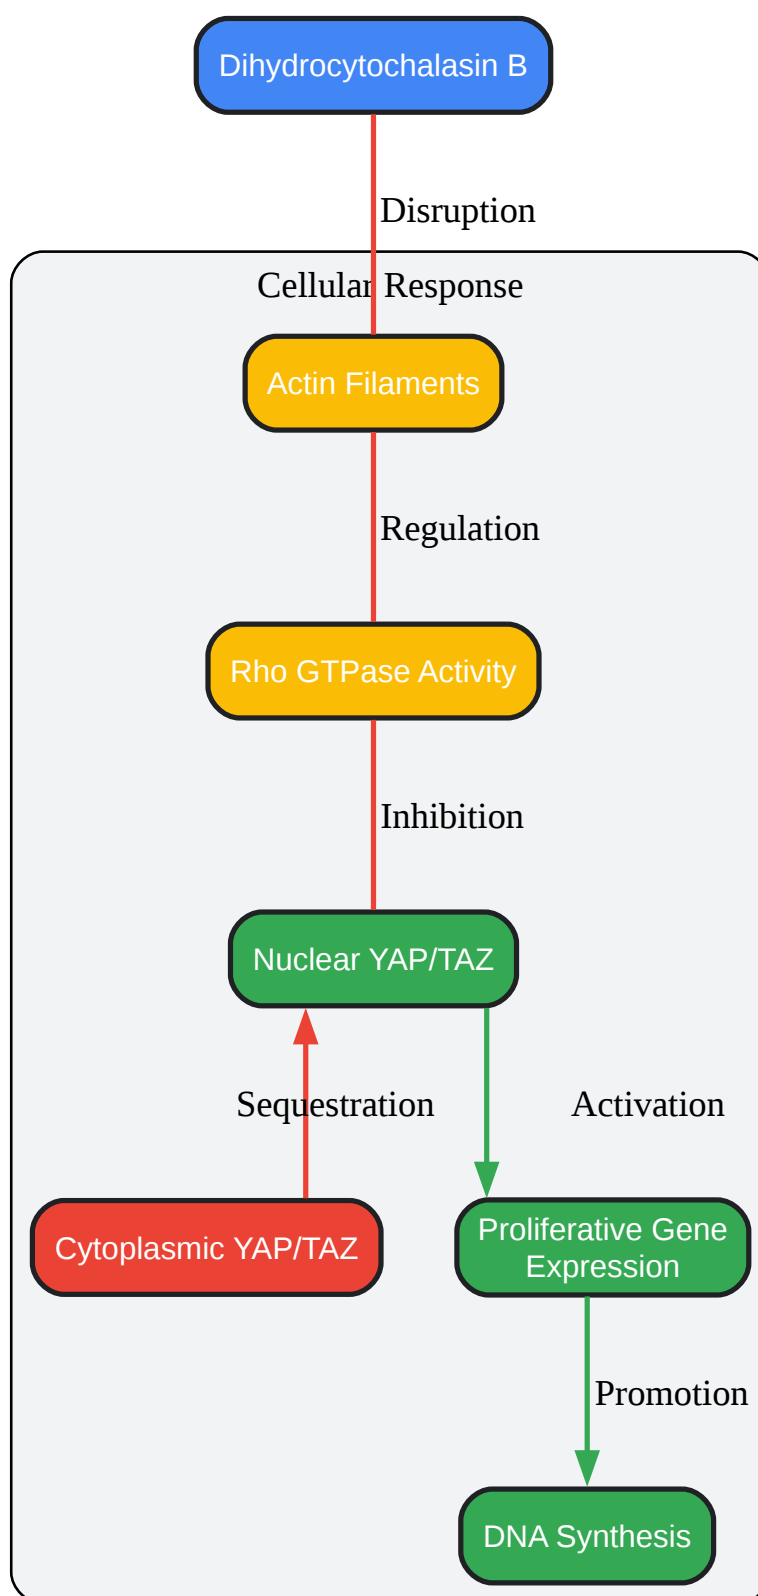 Dihydrocytochalasin B
Disruption
Cellular Response
Actin Filaments
Regulation
Rho GTPase Activity
Inhibition
Nuclear YAP/TAZ
Sequestration
Activation
Cytoplasmic YAP/TAZ
Proliferative Gene
Expression
Promotion
DNA Synthesis